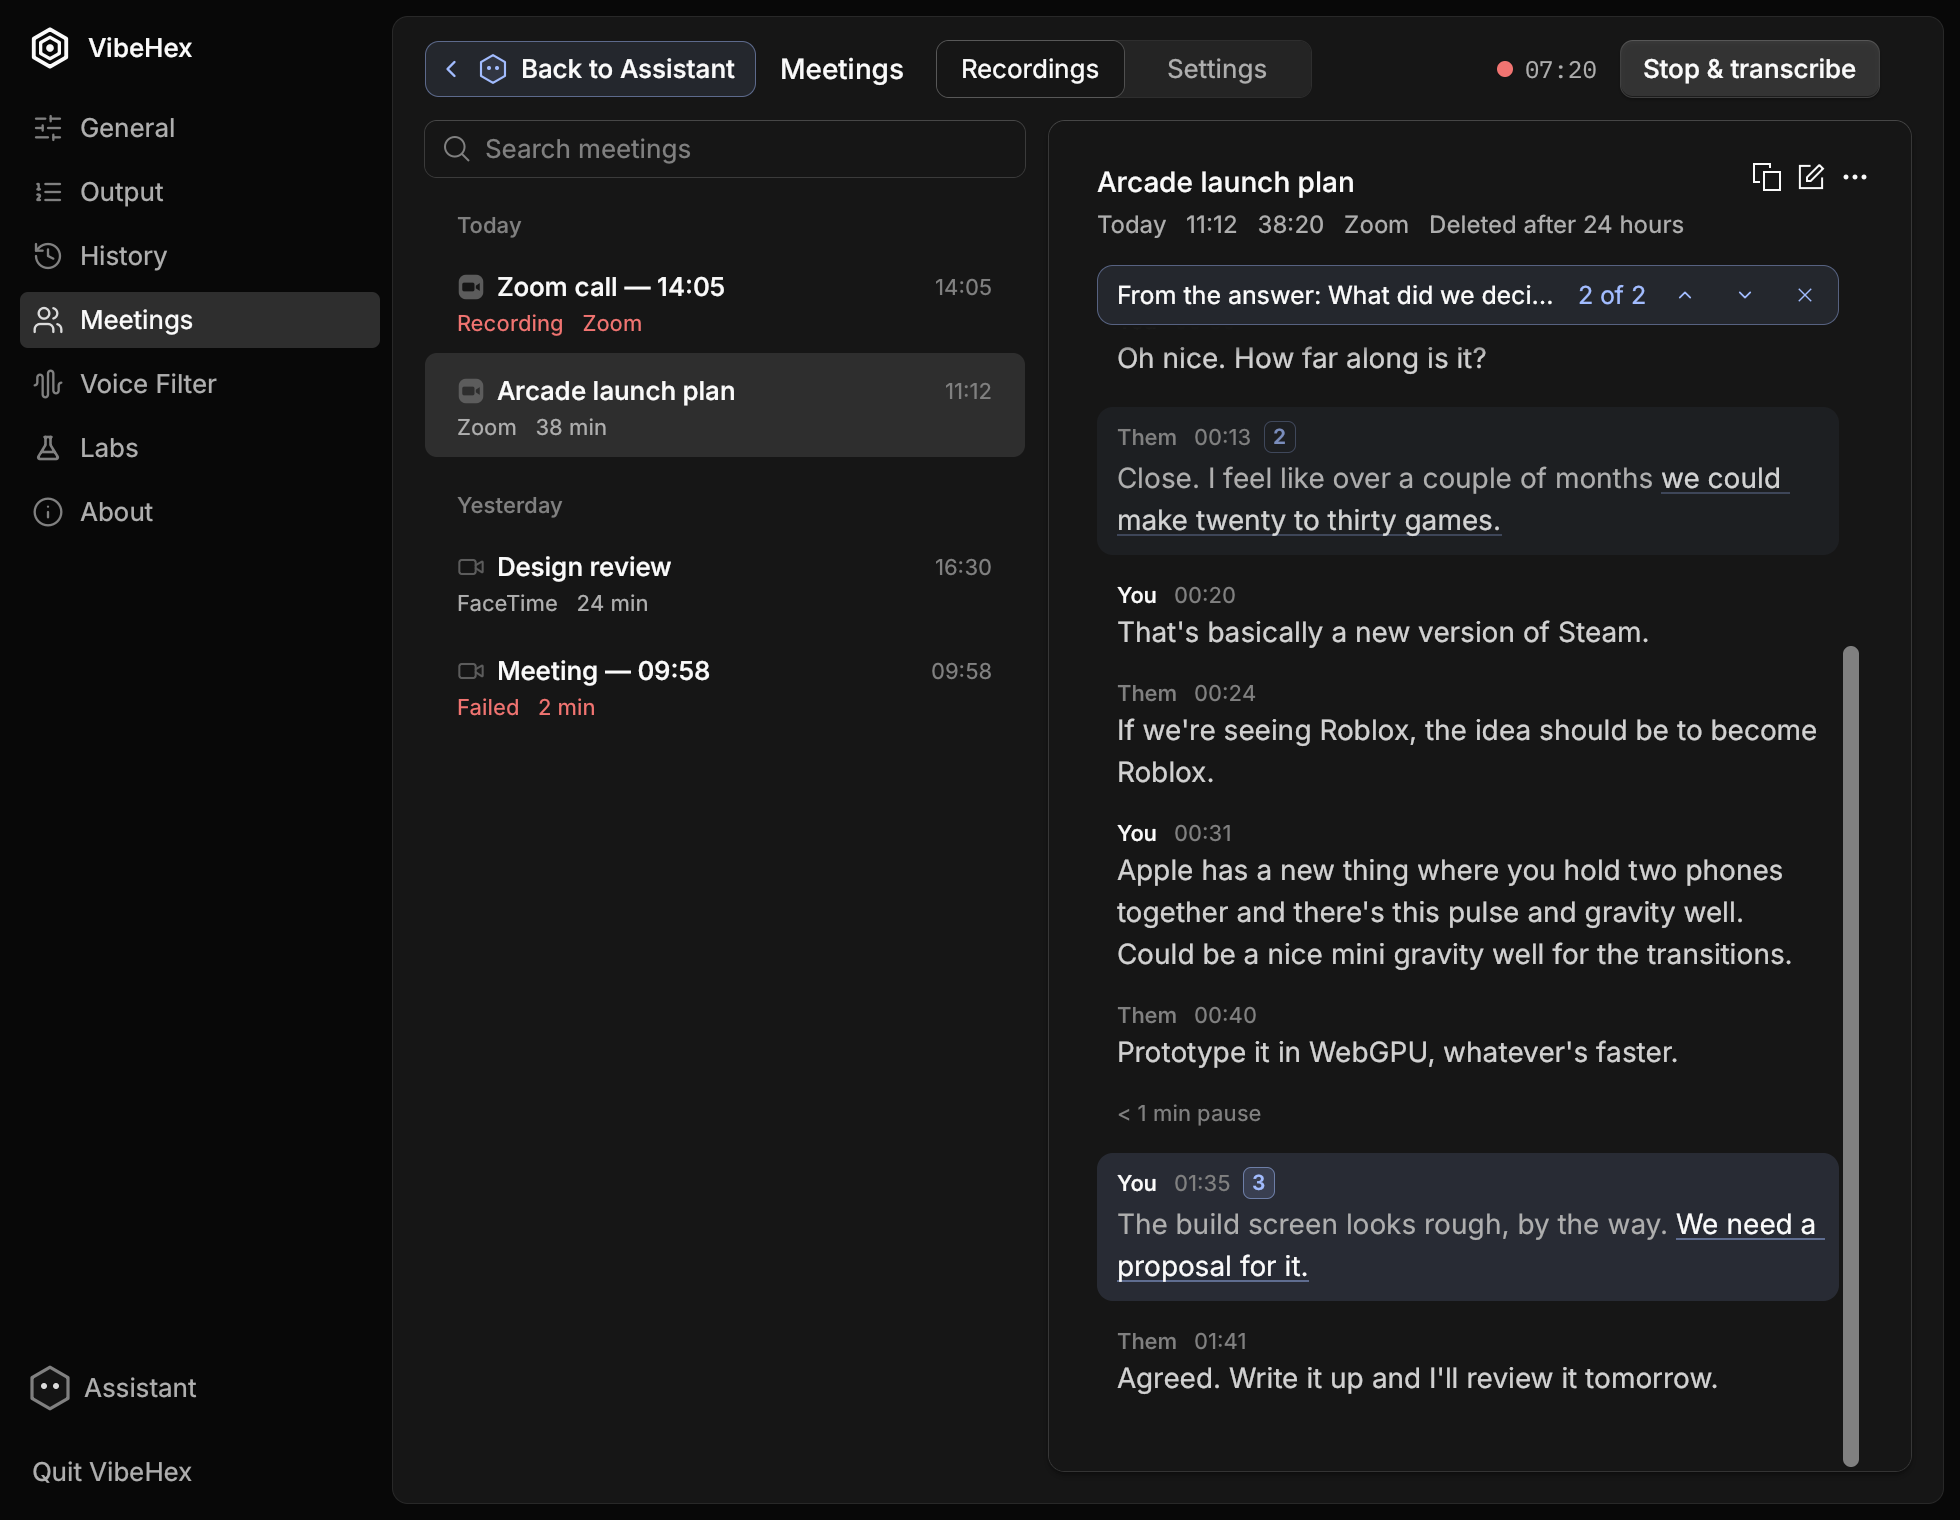 VibeHex
General
Output
History
Meetings
Voice Filter
Labs
About
Assistant
Quit VibeHex
Back to Assistant
Meetings
Recordings
Settings
07:20
Stop & transcribe
Search meetings
Today
Zoom call — 14:05
14:05
Recording Zoom
Arcade launch plan
11:12
Zoom 38 min
Yesterday
Design review
16:30
FaceTime 24 min
Meeting — 09:58
09:58
Failed 2 min
Arcade launch plan
Today 11:12 38:20 Zoom Deleted after 24 hours
From the answer: What did we deci... 2 of 2
Oh nice. How far along is it?
Them 00:13 2
Close. I feel like over a couple of months we could
make twenty to thirty games.
You 00:20
That's basically a new version of Steam.
Them 00:24
If we're seeing Roblox, the idea should be to become
Roblox.
You 00:31
Apple has a new thing where you hold two phones
together and there's this pulse and gravity well.
Could be a nice mini gravity well for the transitions.
Them 00:40
Prototype it in WebGPU, whatever's faster.
< 1 min pause
You 01:35 3
The build screen looks rough, by the way. We need a
proposal for it.
Them 01:41
Agreed. Write it up and I'll review it tomorrow.